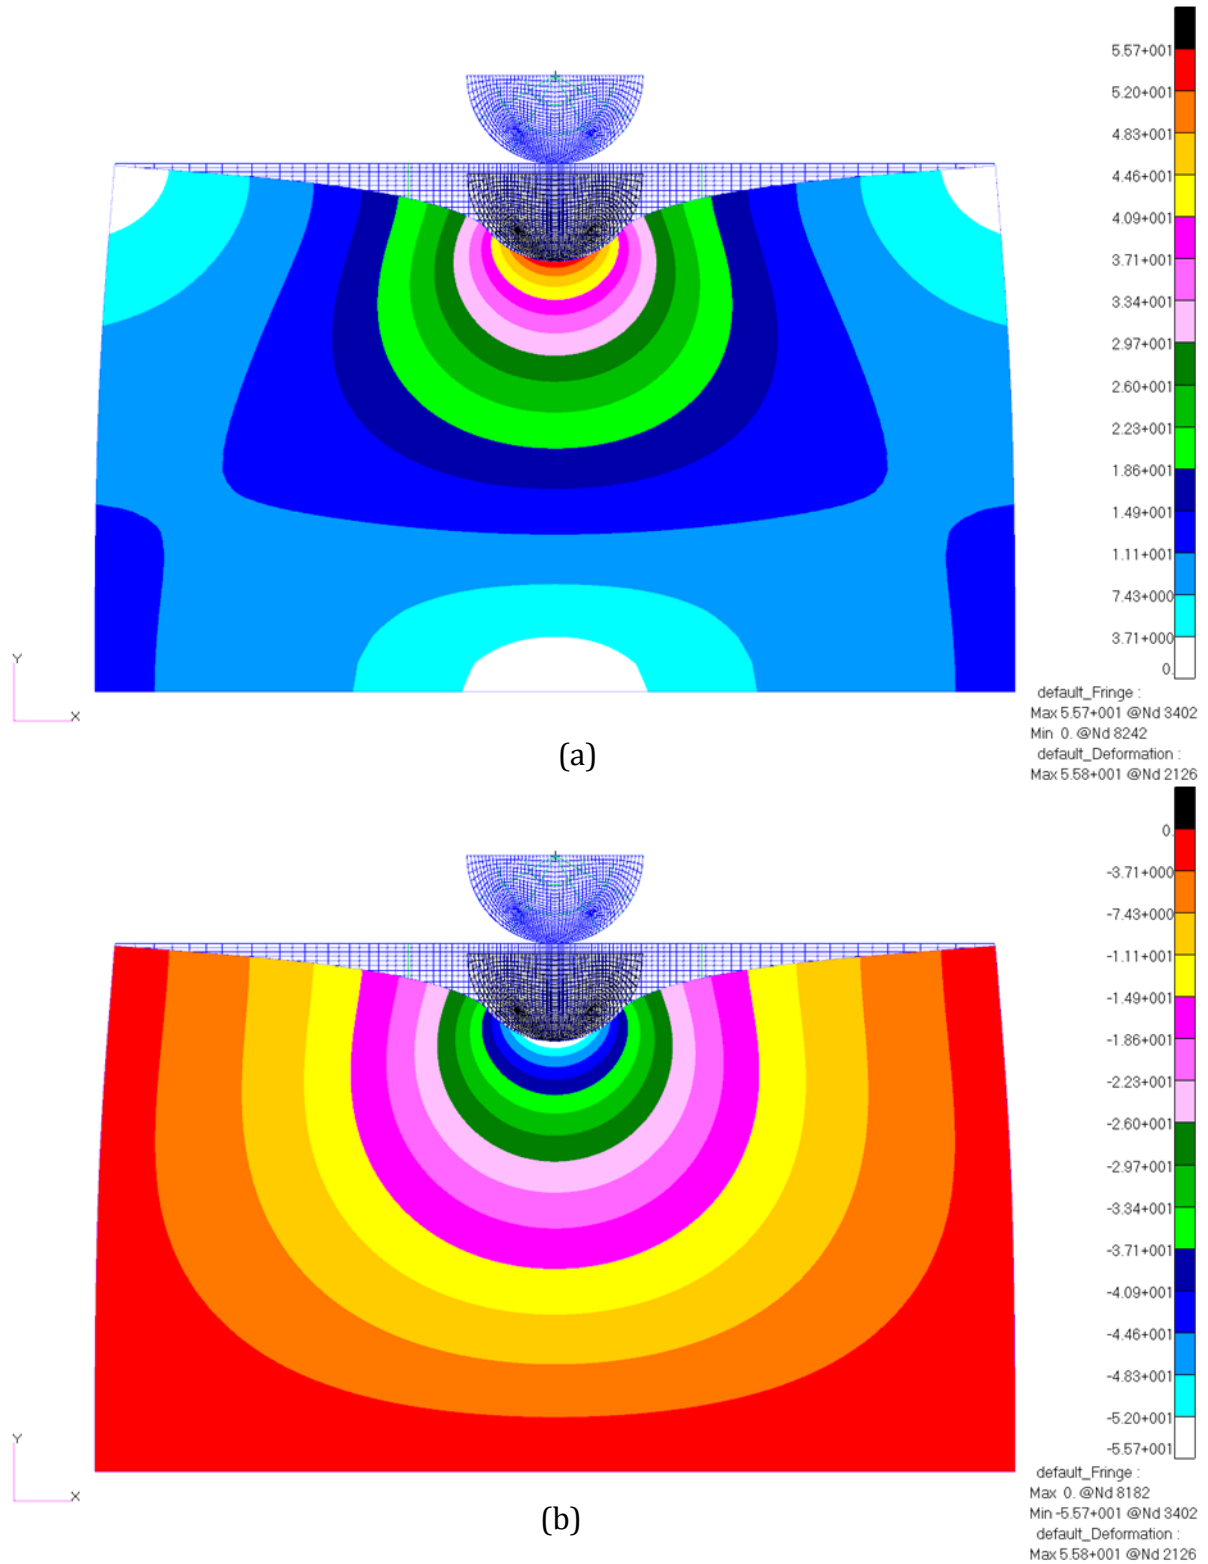 5.57+001
5.20+001
4.83+001
4.46+001
4.09+001
3.71+001
3.34+001
2.97+001
2.60+001
2.23+001
1.86+001
1.49+001
1.11+001
7.43+000
3.71+000
0.
Y
X
default_Fringe :
Max 5.57+001 @Nd 3402
Min 0. @Nd 8242
default_Deformation :
Max 5.58+001 @Nd 2126
(a)
0.
-3.71+000
-7.43+000
-1.11+001
-1.49+001
-1.86+001
-2.23+001
-2.60+001
-2.97+001
-3.34+001
-3.71+001
-4.09+001
-4.46+001
-4.83+001
-5.20+001
-5.57+001
Y
X
default_Fringe :
Max 0. @Nd 8182
Min -5.57+001 @Nd 3402
default_Deformation :
Max 5.58+001 @Nd 2126
(b)